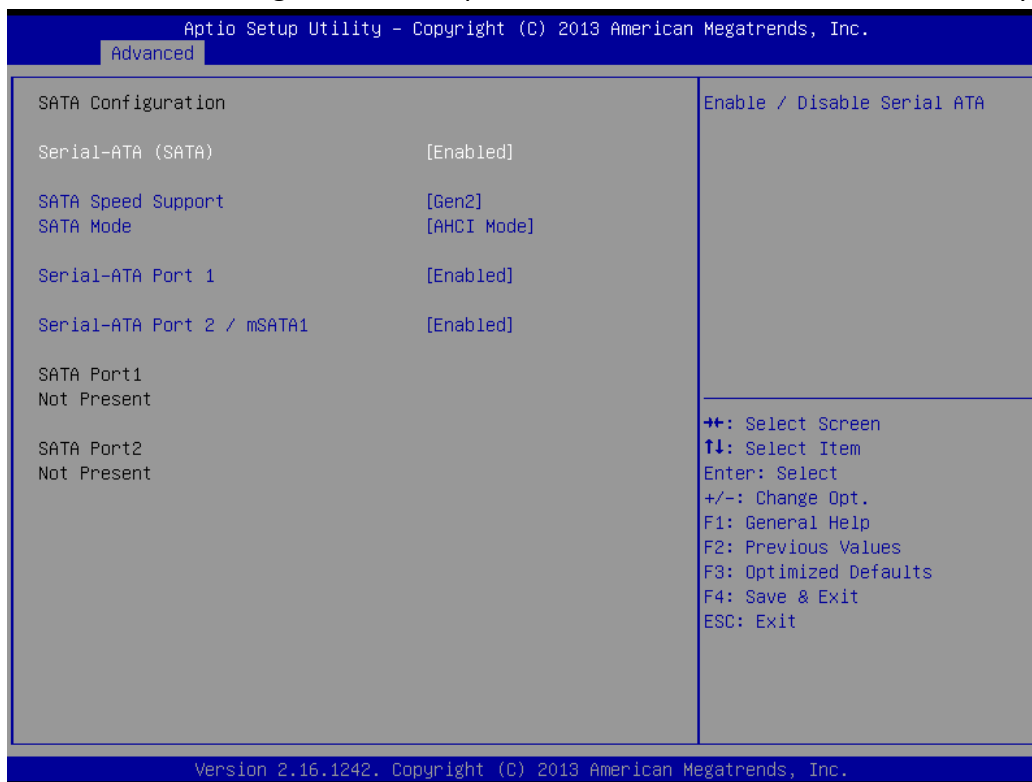 Aptio Setup Utility – Copyright (C) 2013 American Megatrends, Inc.
Advanced
SATA Configuration
Serial-ATA (SATA) [Enabled]
SATA Speed Support [Gen2]
SATA Mode [AHCI Mode]
Serial-ATA Port 1 [Enabled]
Serial-ATA Port 2 / mSATA1 [Enabled]
SATA Port1
Not Present
SATA Port2
Not Present
Enable / Disable Serial ATA
→←: Select Screen
↑↓: Select Item
Enter: Select
+/-: Change Opt.
F1: General Help
F2: Previous Values
F3: Optimized Defaults
F4: Save & Exit
ESC: Exit
Version 2.16.1242. Copyright (C) 2013 American Megatrends, Inc.